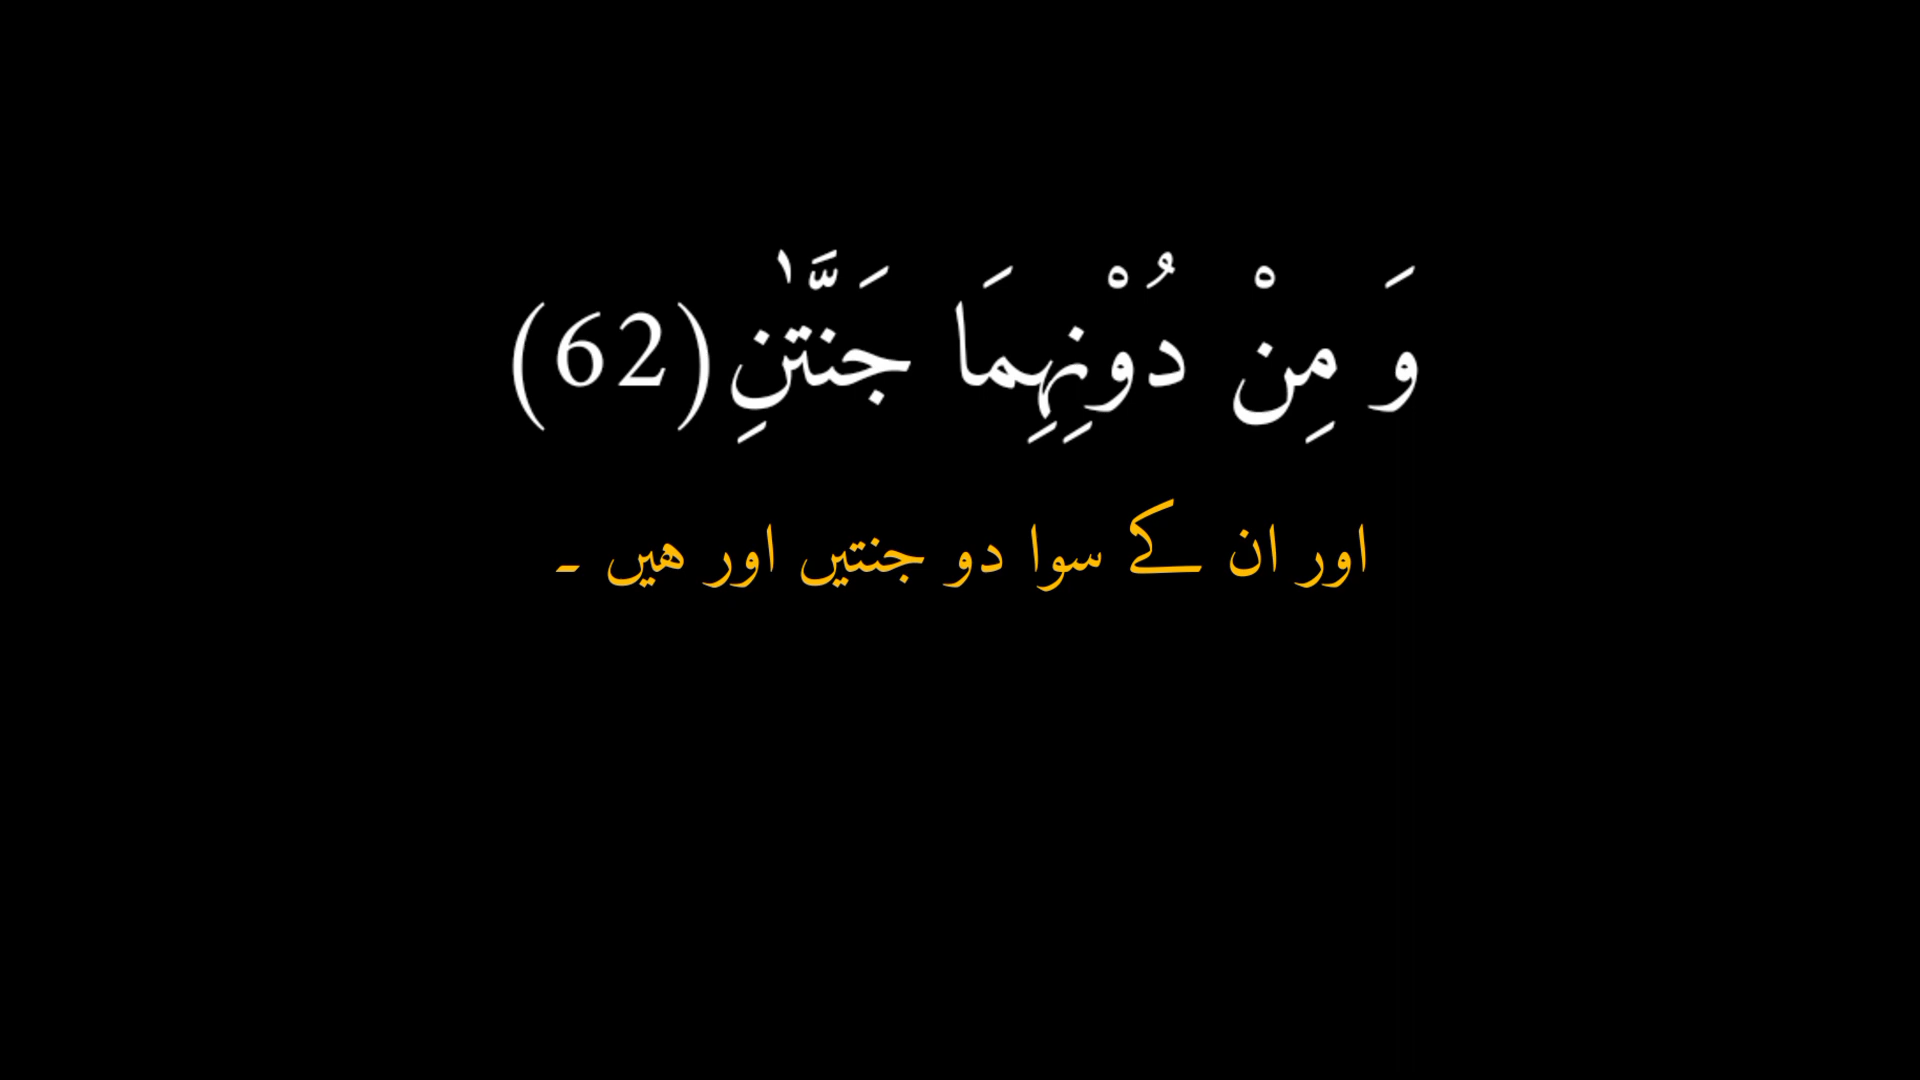 وَ مِنْ دُوْنِهِمَا جَنَّتٰنِ(62)
اور ان کے سوا دو جنتیں اور ھیں ۔